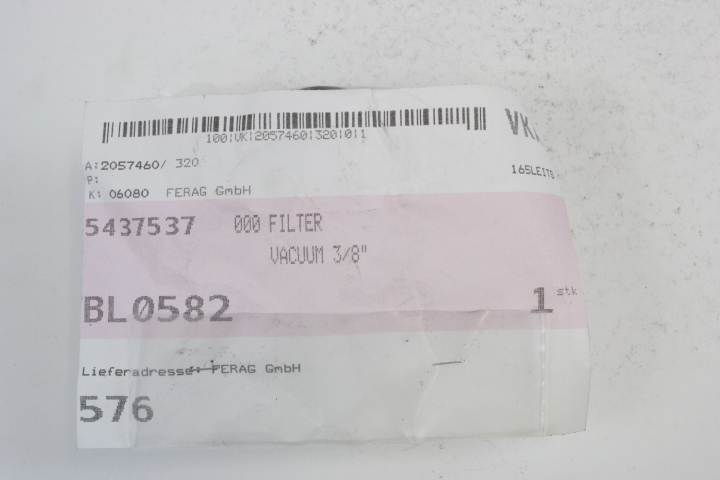 100|VK|2057460|320|0|1
VK
A:2057460/ 320
165LEITS
P:
K: 06080 FERAG GmbH
5437537 000 FILTER
VACUUM 3/8"
BL0582 1 stk
Lieferadresse: FERAG GmbH
576